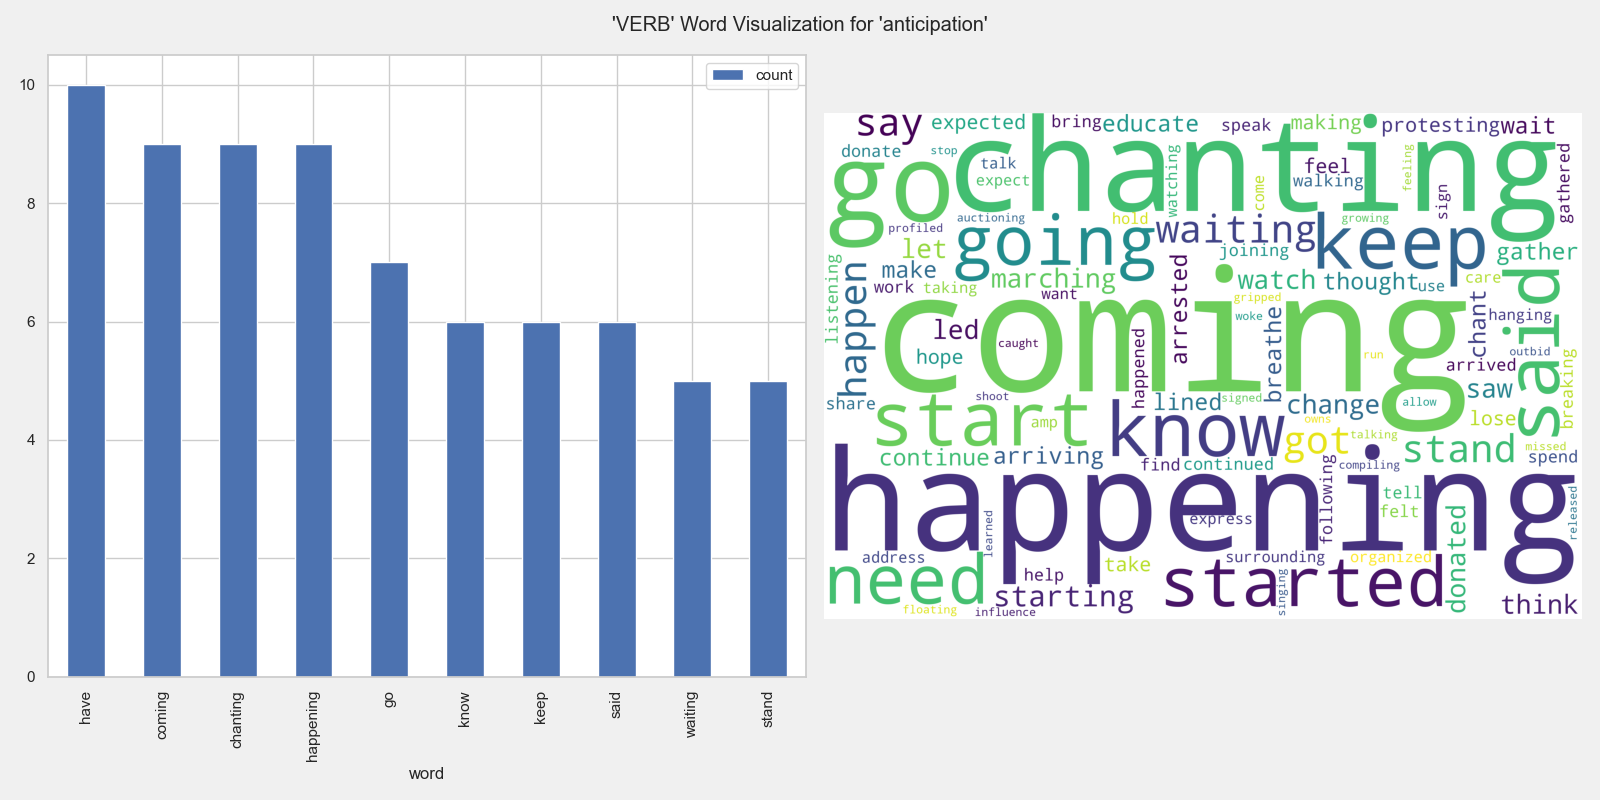 'VERB' Word Visualization for 'anticipation'
count
10
8
6
4
2
0
have
coming
chanting
happening
go
know
keep
said
waiting
stand
word
say
expected
bring
educate
speak
making
protesting
wait
donate
stop
go
chanting
talk
expect
watching
come
feel
walking
feeling
sign
gathered
auctioning
profiled
hold
growing
let
going
waiting
joining
keep
gather
listening
happen
make
work
taking
marching
want
arrested
watch
gripped
thought
use
care
said
led
hope
caught
coming
happened
woke
breathe
run
chant
hanging
outbid
arrived
saw
breaking
share
shoot
start
amp
lined
signed
change
allow
owns
lose
know
got
talking
stand
missed
continue
arriving
find
continued
compiling
spend
happening
learned
express
following
tell
felt
released
address
surrounding
organized
donated
need
help
take
starting
started
singing
think
floating
influence